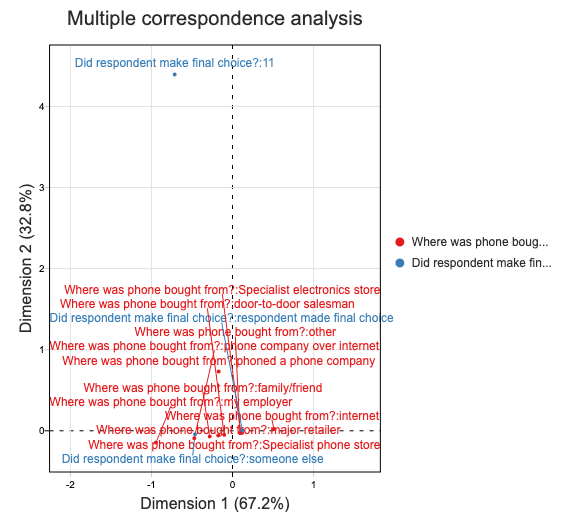 Multiple correspondence analysis
Did respondent make final choice?:11
4
3
2
1
0
Dimension 2 (32.8%)
Where was phone bought from?:Specialist electronics store
Where was phone bought from?:door-to-door salesman
Did respondent make final choice?:respondent made final choice
Where was phone bought from?:other
Where was phone bought from?:phone company over internet
Where was phone bought from?:phoned a phone company
Where was phone bought from?:family/friend
Where was phone bought from?:my employer
Where was phone bought from?:internet
Where was phone bought from?:major retailer
Where was phone bought from?:Specialist phone store
Did respondent make final choice?:someone else
-2
-1
0
1
Dimension 1 (67.2%)
Where was phone boug...
Did respondent make fin...